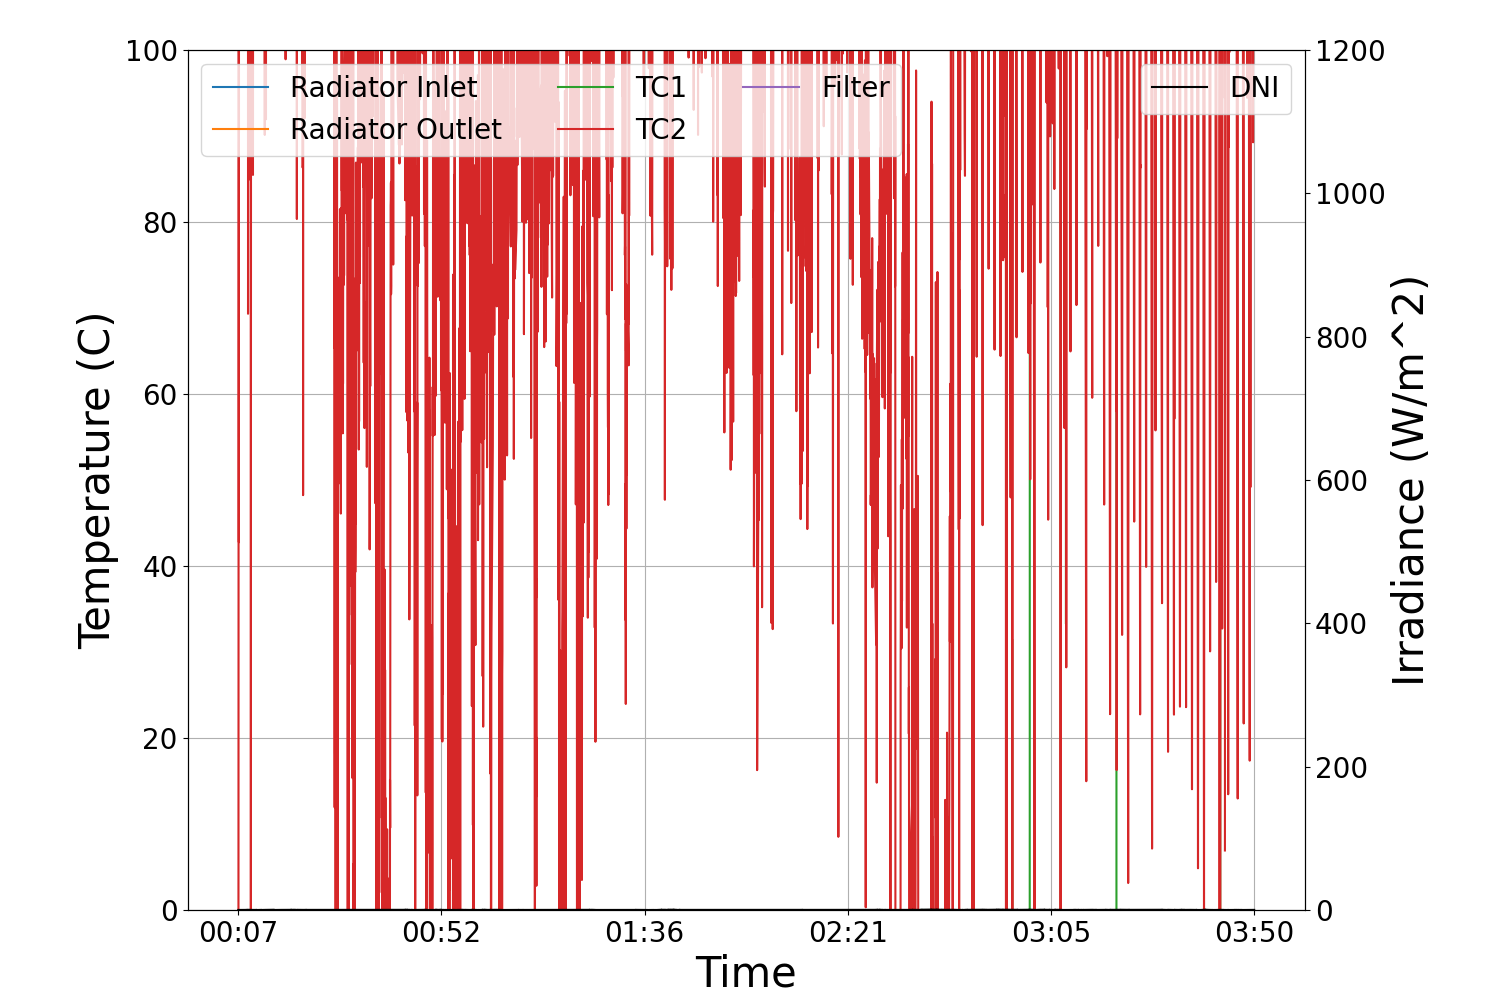 100
80
60
40
20
0
Temperature (C)
Radiator Inlet
Radiator Outlet
TC1
TC2
Filter
DNI
1200
1000
800
600
400
200
0
Irradiance (W/m^2)
00:07 00:52 01:36 02:21 03:05 03:50
Time